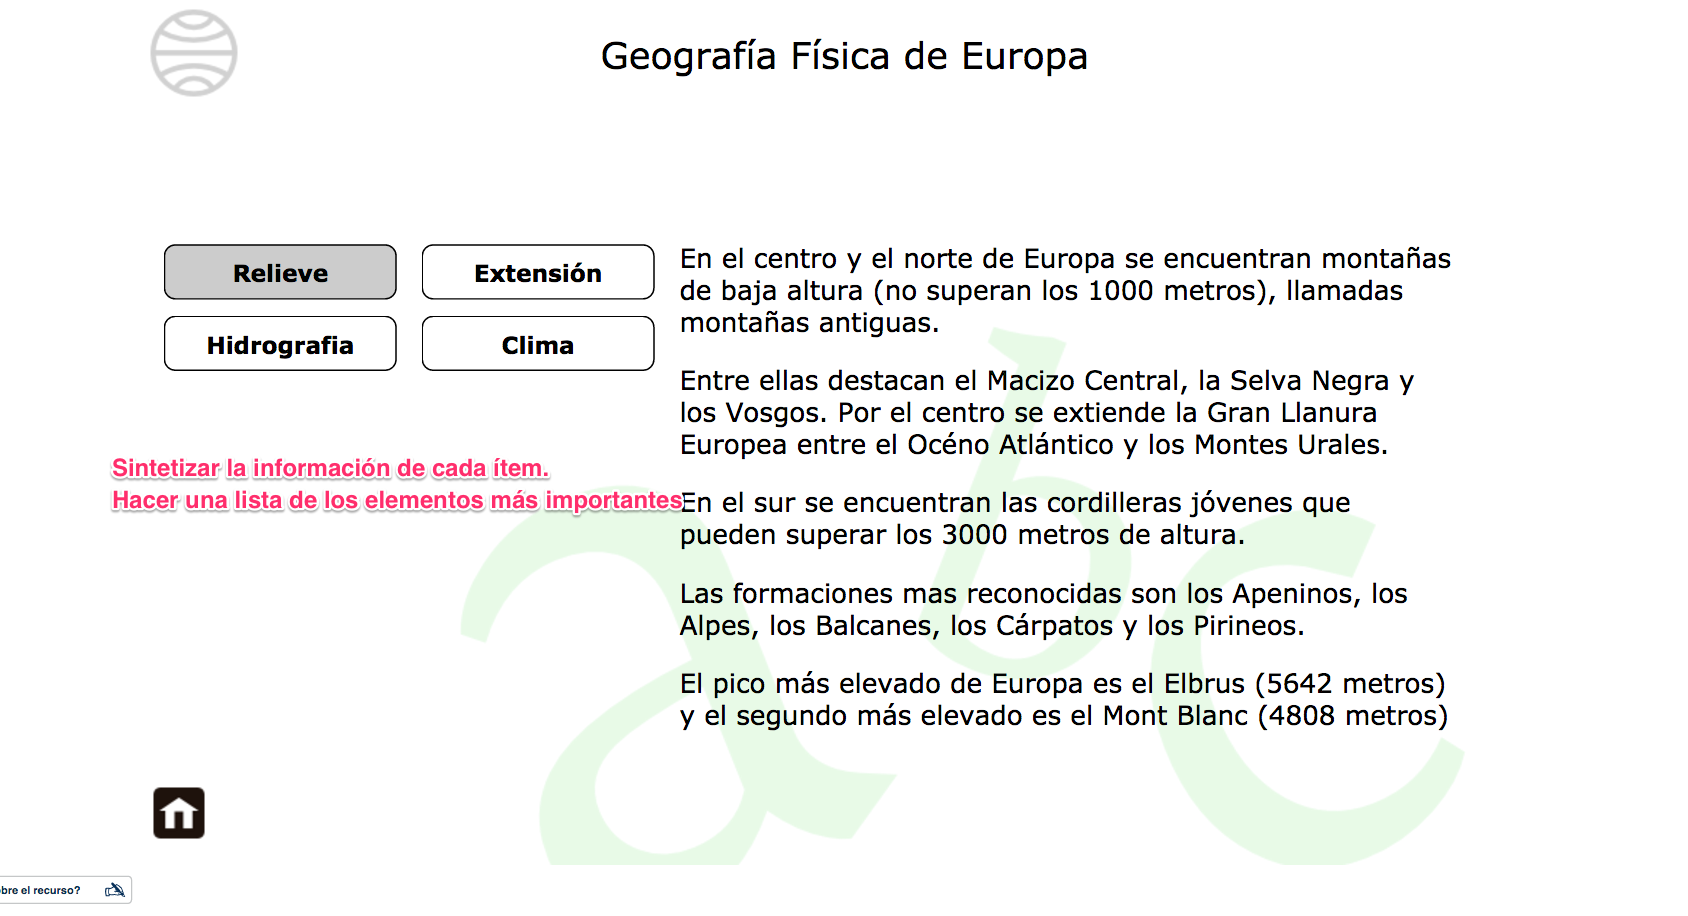 Geografía Física de Europa
Relieve
Extensión
Hidrografia
Clima
Sintetizar la información de cada ítem.
Hacer una lista de los elementos más importantes
En el centro y el norte de Europa se encuentran montañas
de baja altura (no superan los 1000 metros), llamadas
montañas antiguas.
Entre ellas destacan el Macizo Central, la Selva Negra y
los Vosgos. Por el centro se extiende la Gran Llanura
Europea entre el Océno Atlántico y los Montes Urales.
En el sur se encuentran las cordilleras jóvenes que
pueden superar los 3000 metros de altura.
Las formaciones mas reconocidas son los Apeninos, los
Alpes, los Balcanes, los Cárpatos y los Pirineos.
El pico más elevado de Europa es el Elbrus (5642 metros)
y el segundo más elevado es el Mont Blanc (4808 metros)
abc
bre el recurso?